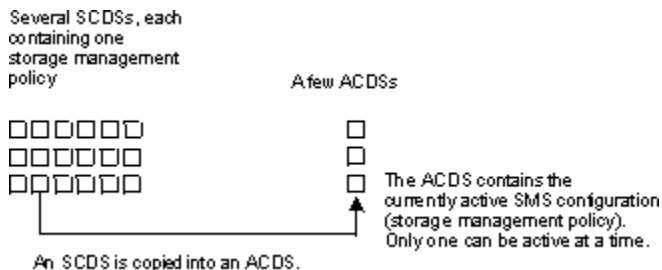 Several SCDSs, each
containing one
storage management
policy
A few ACDSs
The ACDS contains the
currently active SMS configuration
(storage management policy).
Only one can be active at a time.
An SCDS is copied into an ACDS.